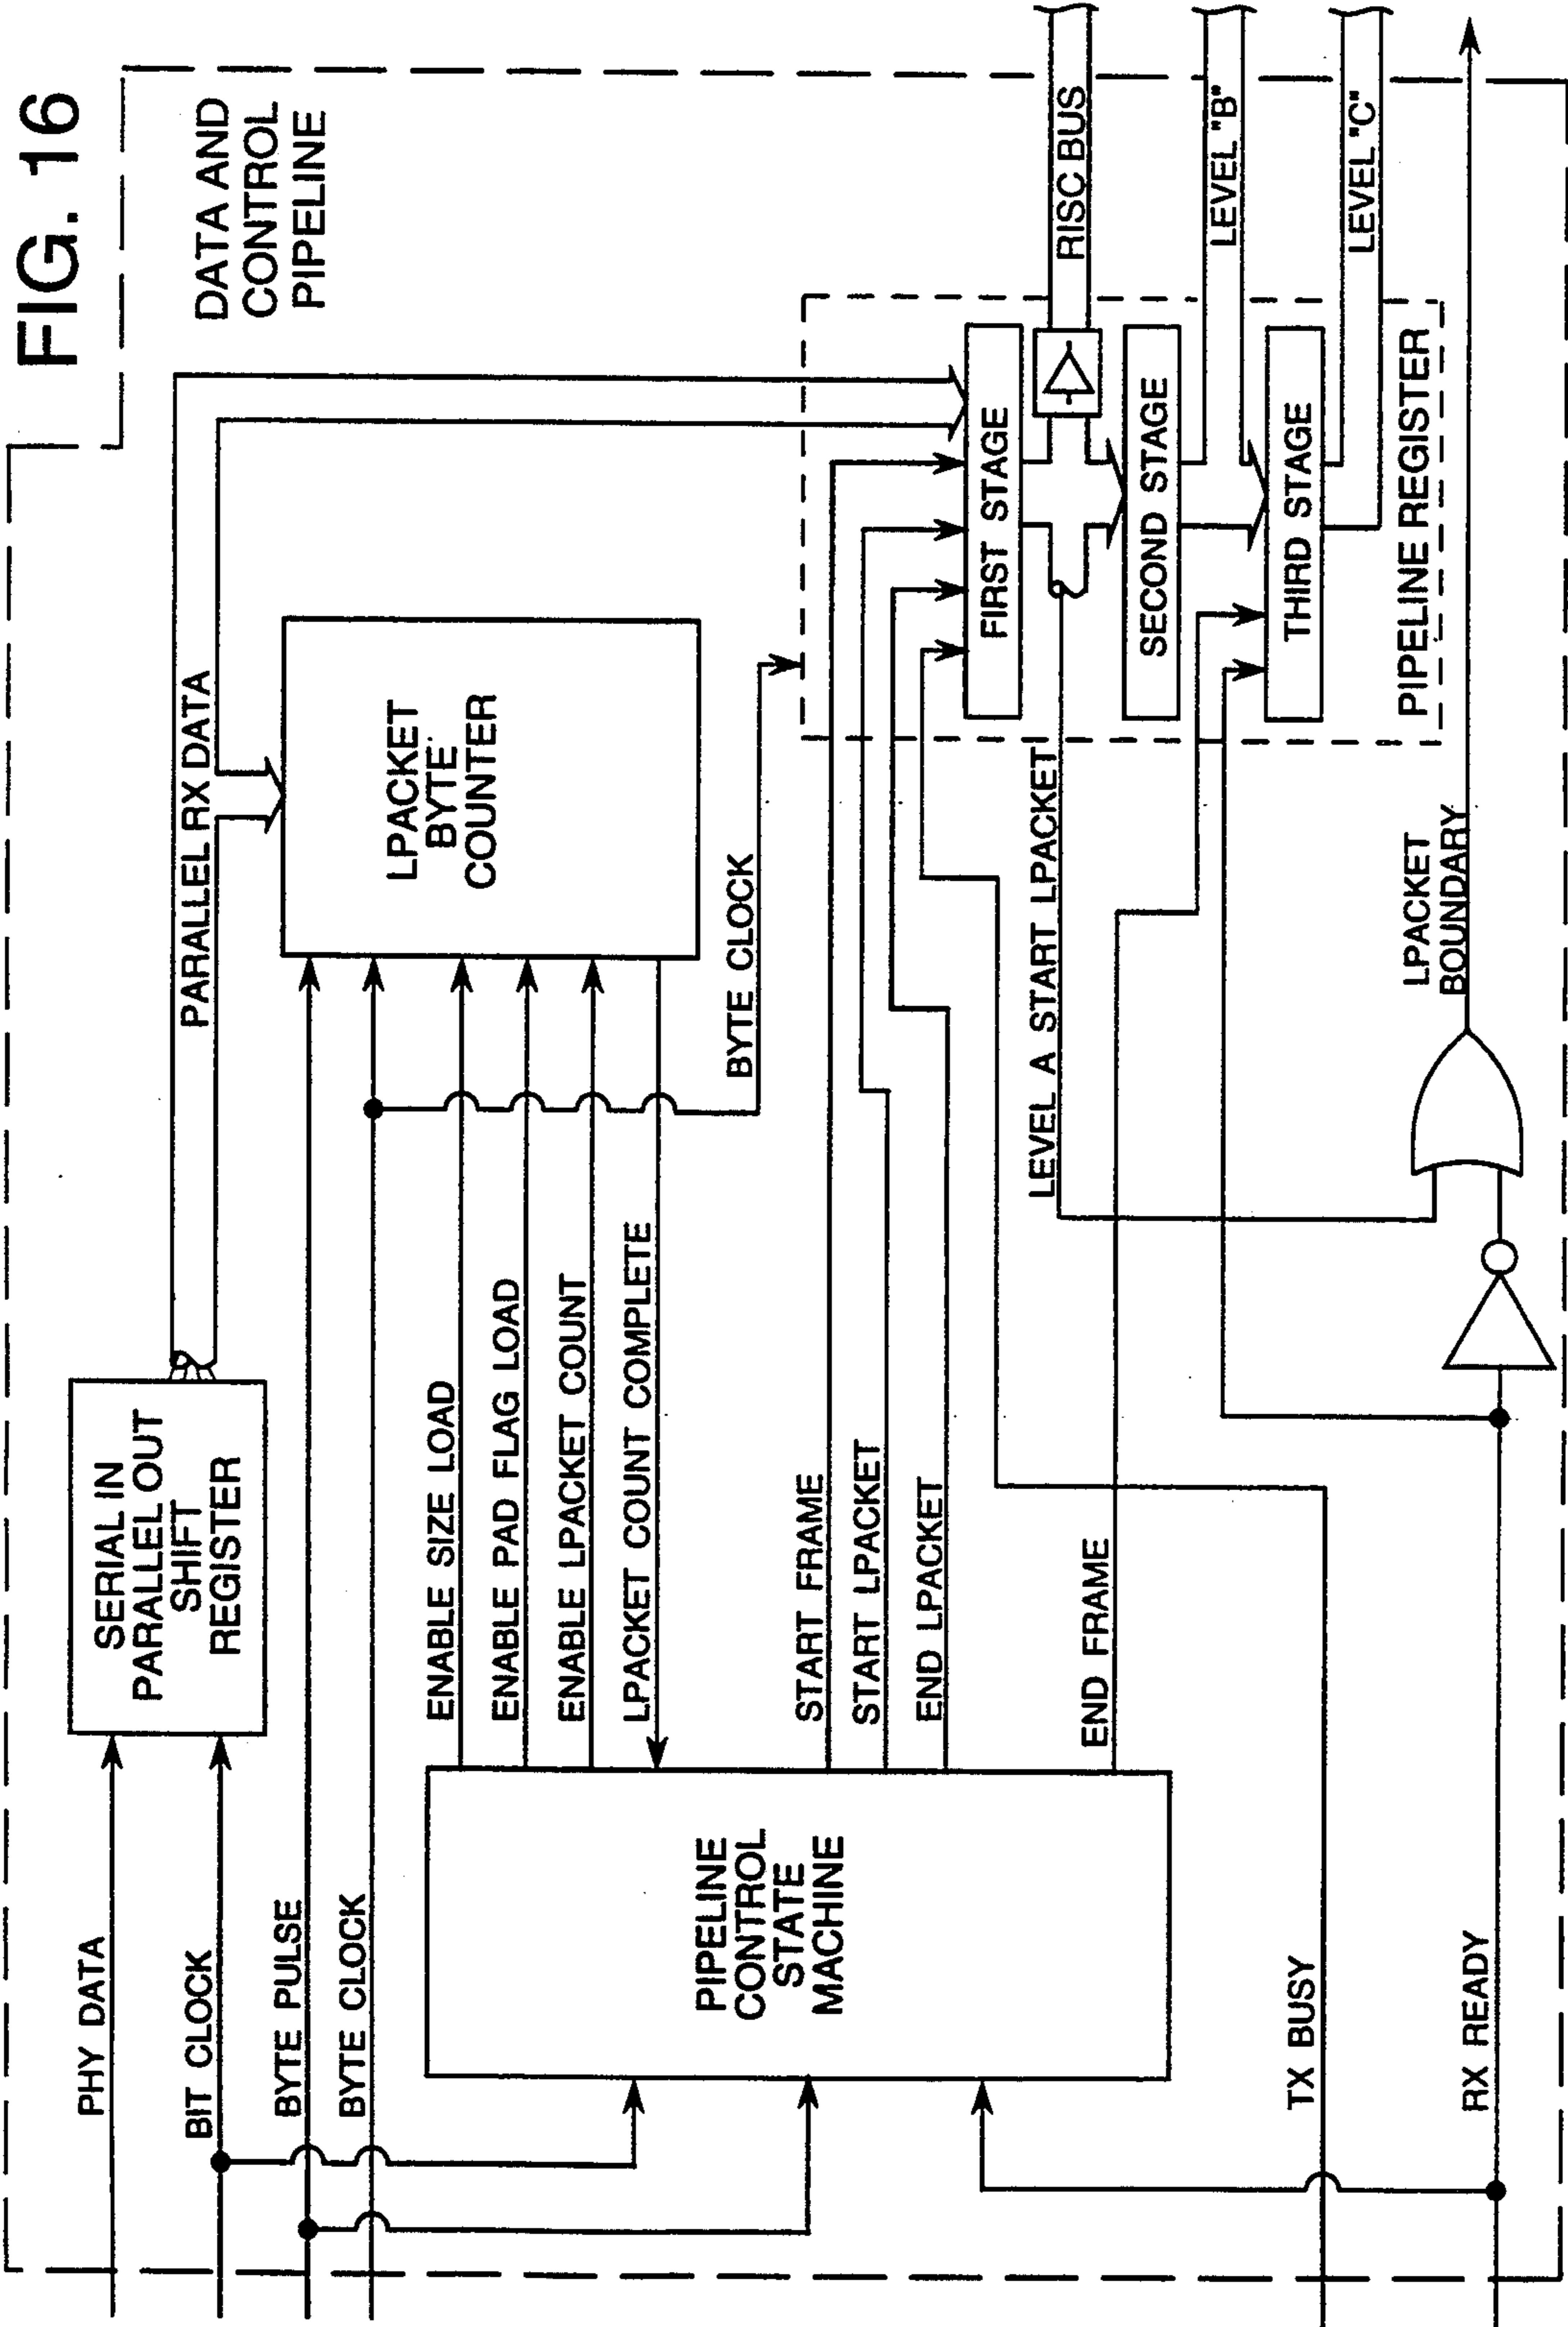 FIG. 16
DATA AND
CONTROL
PIPELINE
SERIAL IN
PARALLEL OUT
SHIFT
REGISTER
PHY DATA
BIT CLOCK
BYTE PULSE
BYTE CLOCK
PARALLEL RX DATA
LPACKET
BYTE
COUNTER
ENABLE SIZE LOAD
ENABLE PAD FLAG LOAD
ENABLE LPACKET COUNT
LPACKET COUNT COMPLETE
BYTE CLOCK
PIPELINE
CONTROL
STATE
MACHINE
START FRAME
START LPACKET
END LPACKET
END FRAME
LEVEL A START LPACKET
FIRST STAGE
RISC BUS
SECOND STAGE
LEVEL "B"
THIRD STAGE
LEVEL "C"
PIPELINE REGISTER
TX BUSY
RX READY
LPACKET
BOUNDARY